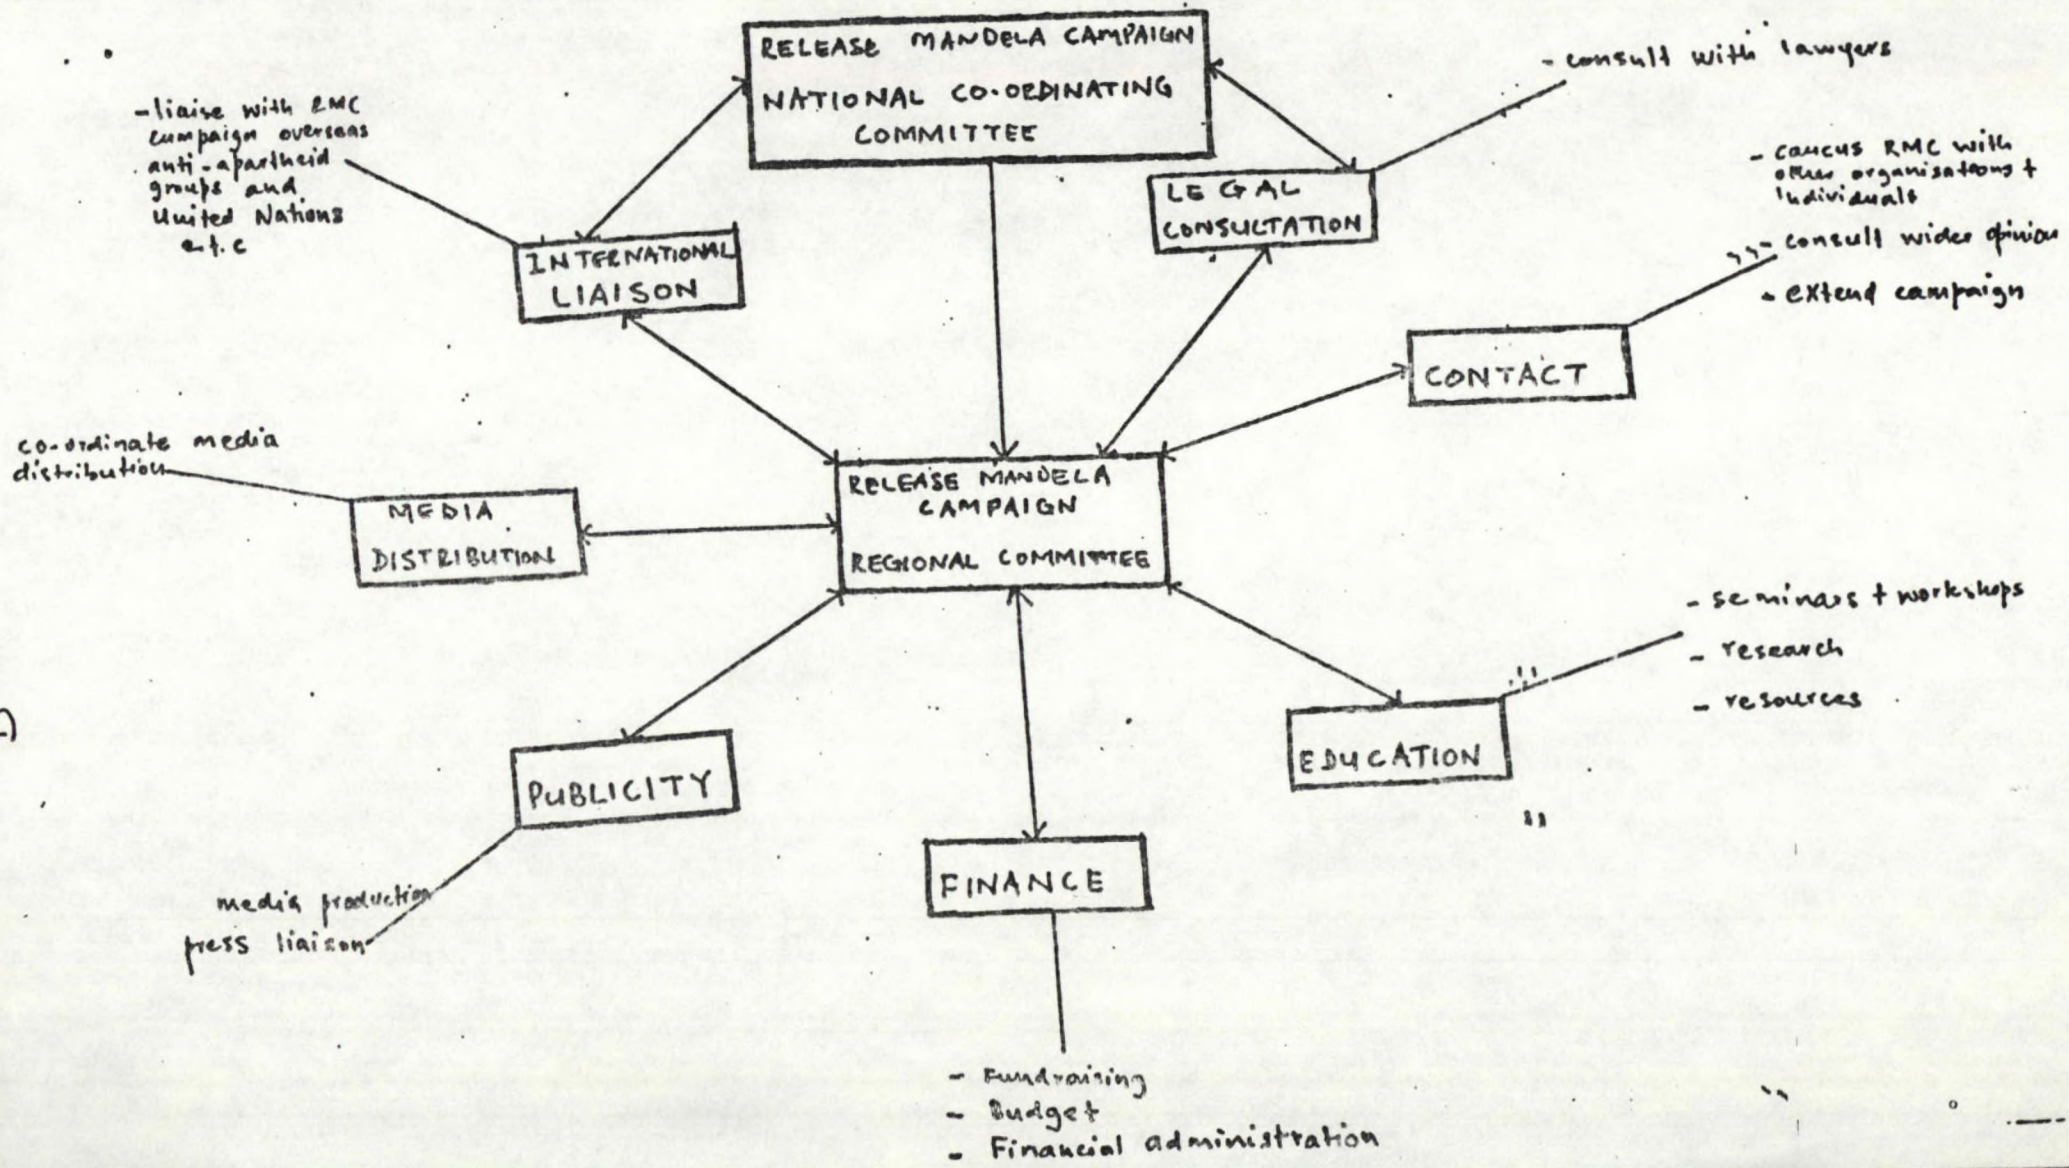 RELEASE MANDELA CAMPAIGN
NATIONAL CO-ORDINATING
COMMITTEE
- consult with lawyers
- liaise with RMC
campaign overseas
anti-apartheid
groups and
United Nations
e.t.c
- caucus RMC with
other organisations +
individuals
- consult wider opinion
- extend campaign
LEGAL
CONSULTATION
INTERNATIONAL
LIAISON
CONTACT
co-ordinate media
distribution
MEDIA
DISTRIBUTION
RELEASE MANDELA
CAMPAIGN
REGIONAL COMMITTEE
- seminars + workshops
- research
- resources
EDUCATION
PUBLICITY
media production
press liaison
FINANCE
- Fundraising
- Budget
- Financial administration